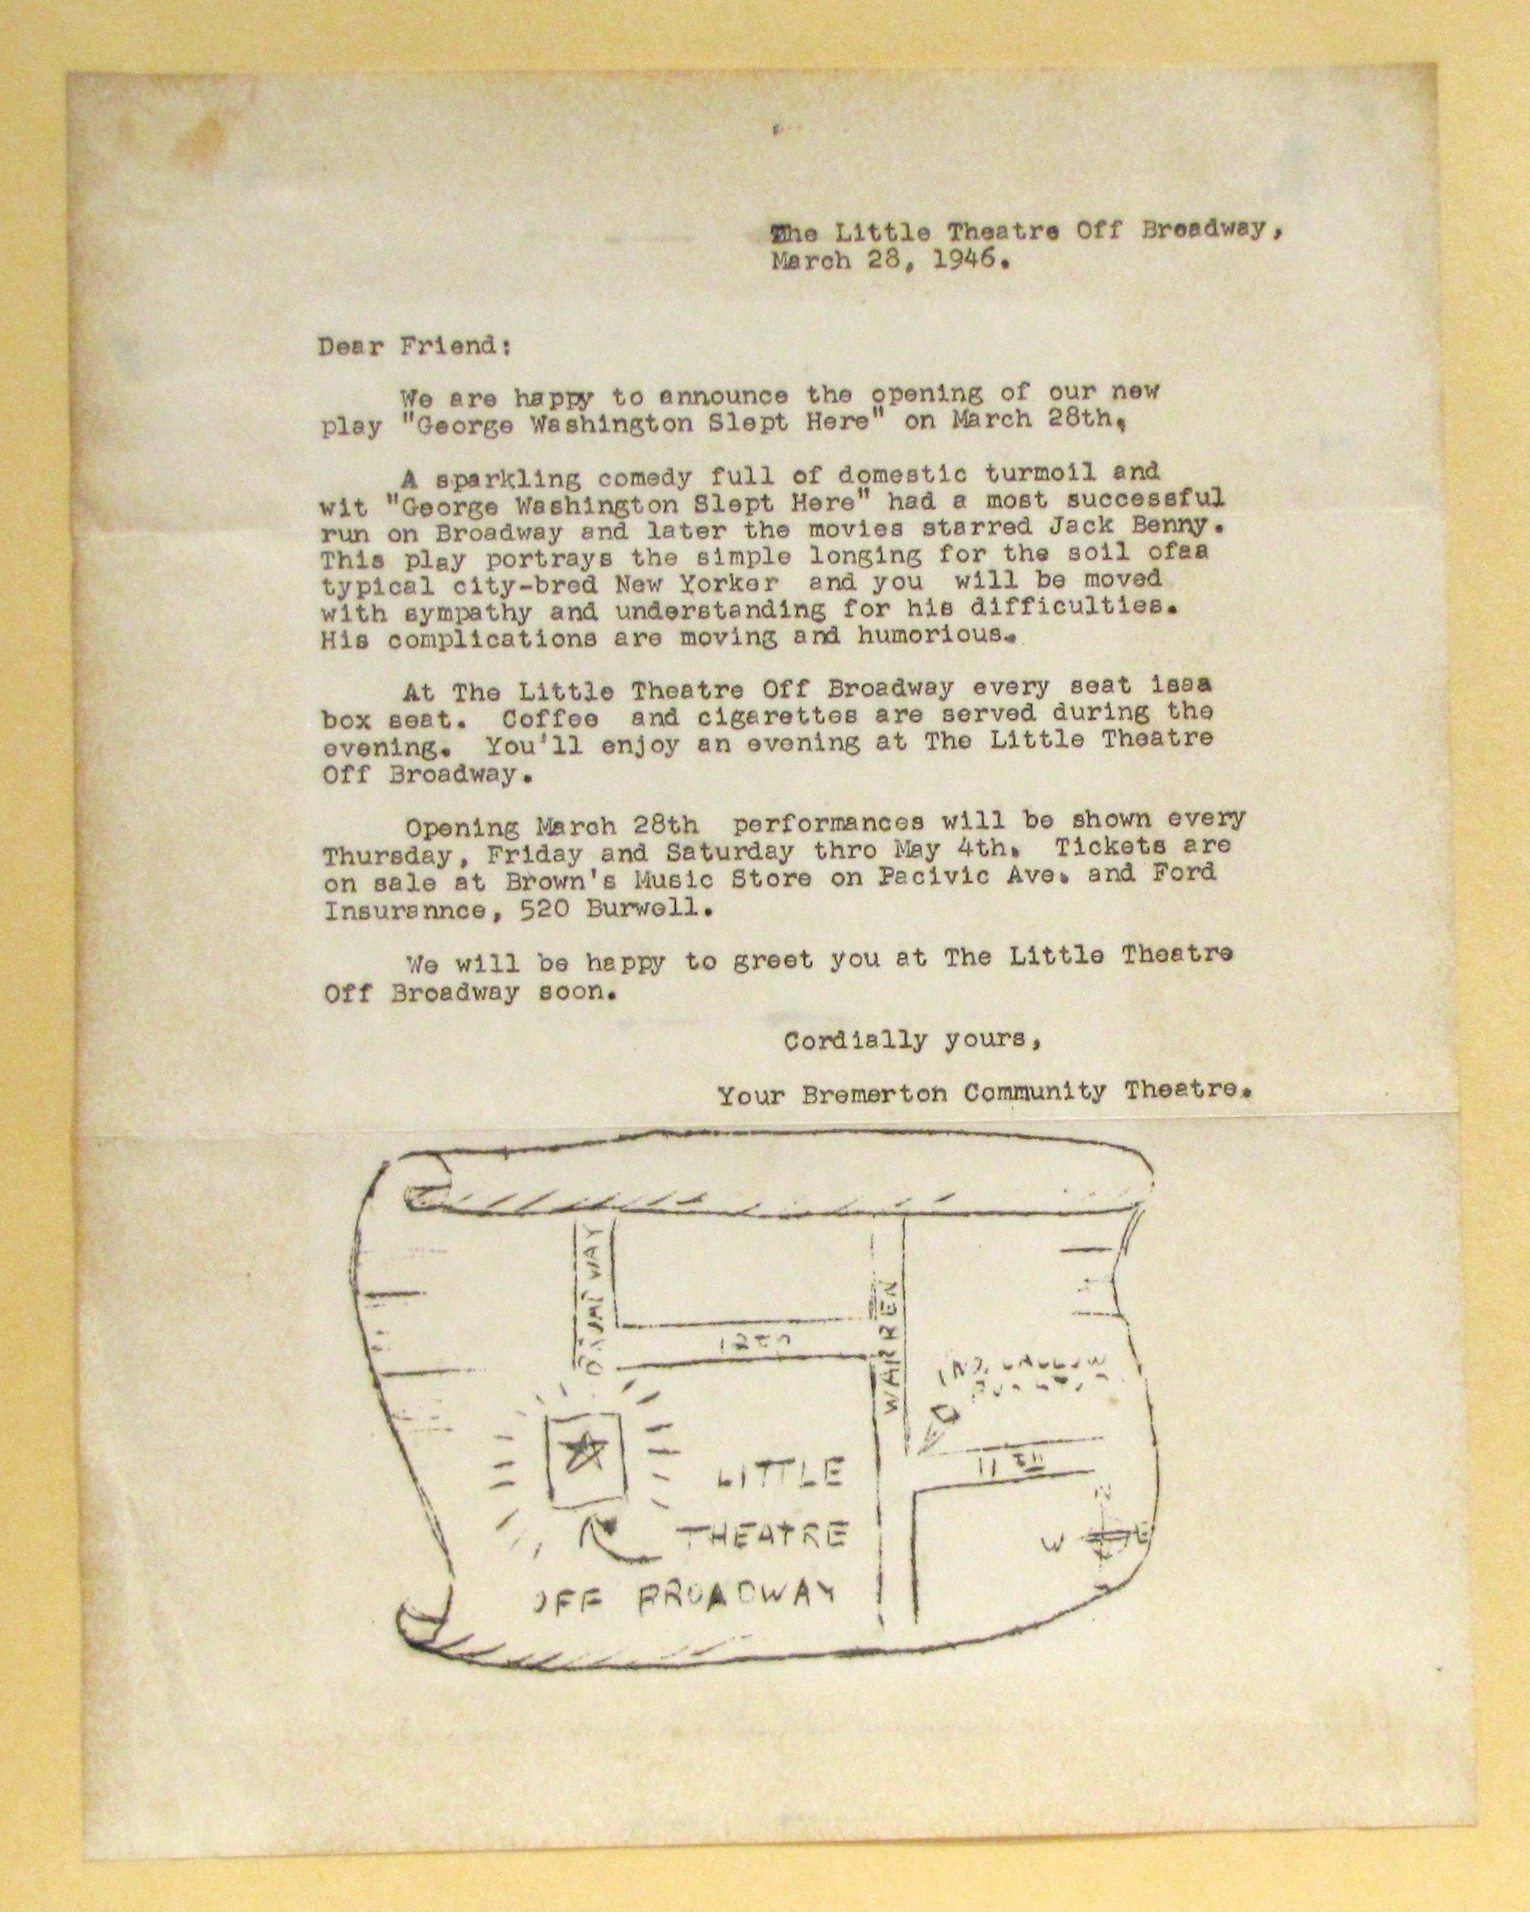 The Little Theatre Off Broadway,
March 28, 1946.
Dear Friend:
We are happy to announce the opening of our new
play "George Washington Slept Here" on March 28th,
A sparkling comedy full of domestic turmoil and
wit "George Washington Slept Here" had a most successful
run on Broadway and later the movies starred Jack Benny.
This play portrays the simple longing for the soil ofaa
typical city-bred New Yorker and you will be moved
with sympathy and understanding for his difficulties.
His complications are moving and humorious.
At The Little Theatre Off Broadway every seat isaa
box seat. Coffee and cigarettes are served during the
evening. You'll enjoy an evening at The Little Theatre
Off Broadway.
Opening March 28th performances will be shown every
Thursday, Friday and Saturday thro May 4th. Tickets are
on sale at Brown's Music Store on Pacivic Ave. and Ford
Insurannce, 520 Burwell.
We will be happy to greet you at The Little Theatre
Off Broadway soon.
Cordially yours,
Your Bremerton Community Theatre.
WARREN
11TH
LITTLE
THEATRE
OFF BROADWAY
N
W E